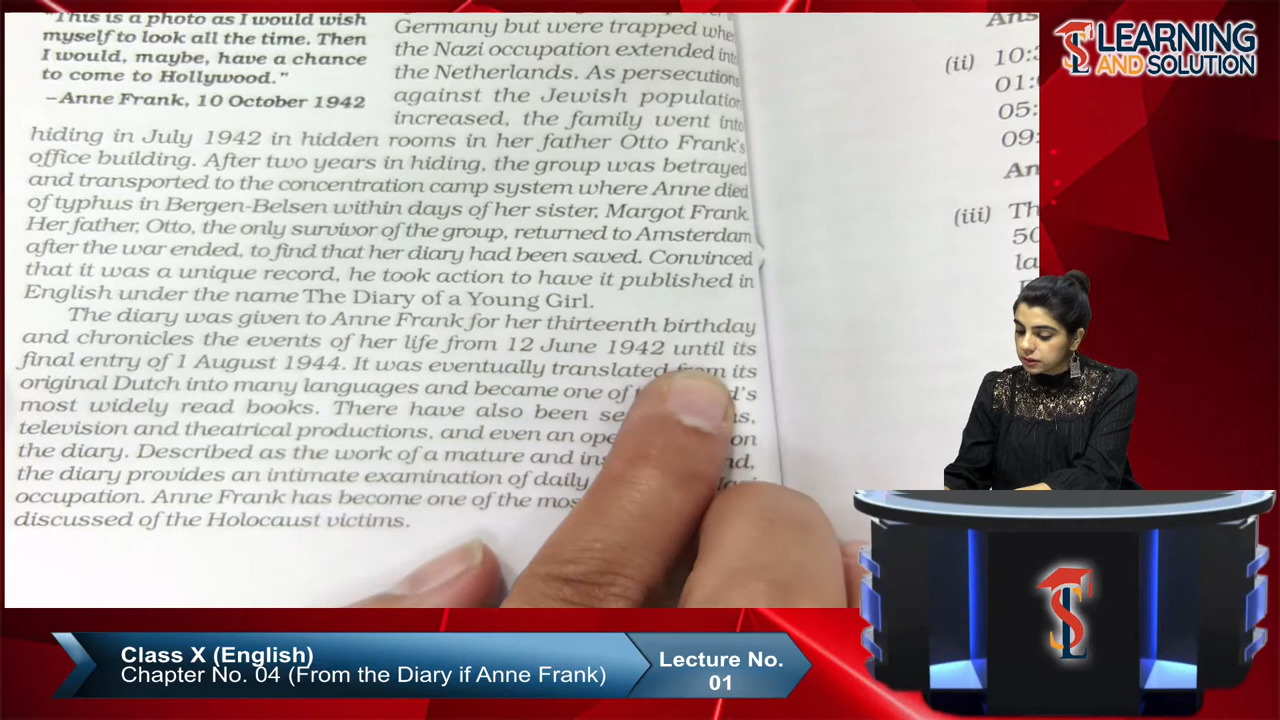 "This is a photo as I would wish
myself to look all the time. Then
I would, maybe, have a chance
to come to Hollywood."
–Anne Frank, 10 October 1942
Germany but were trapped
the Nazi occupation extended into
the Netherlands. As persecutions
against the Jewish population
increased, the family went into
hiding in July 1942 in hidden rooms in her father Otto Frank's
office building. After two years in hiding, the group was betrayed
and transported to the concentration camp system where Anne died
of typhus in Bergen-Belsen within days of her sister, Margot Frank.
Her father, Otto, the only survivor of the group, returned to Amsterdam
after the war ended, to find that her diary had been saved. Convinced
that it was a unique record, he took action to have it published in
English under the name The Diary of a Young Girl.
The diary was given to Anne Frank for her thirteenth birthday
and chronicles the events of her life from 12 June 1942 until its
final entry of 1 August 1944. It was eventually translated from its
original Dutch into many languages and became one of
most widely read books. There have also been
television and theatrical productions, and even an on
the diary. Described as the work of a mature and
the diary provides an intimate examination of daily
occupation. Anne Frank has become one of the
discussed of the Holocaust victims.
(ii)
(iii)
LEARNING
AND SOLUTION
Class X (English)
Chapter No. 04 (From the Diary if Anne Frank)
Lecture No.
01